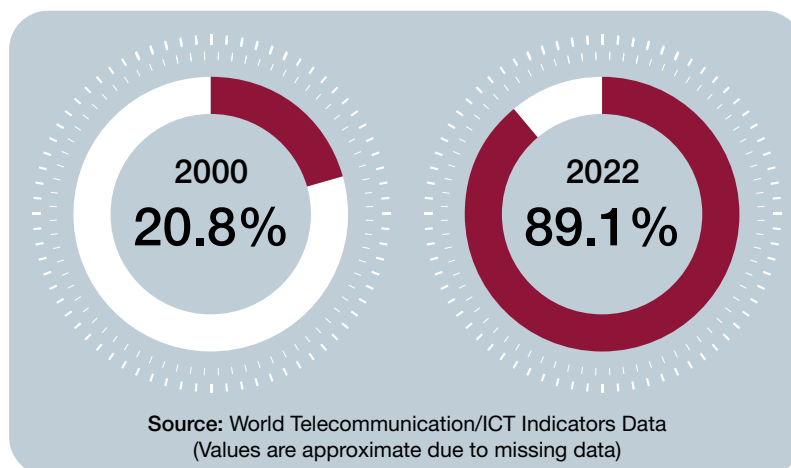 2000
20.8%
2022
89.1%
Source: World Telecommunication/ICT Indicators Data
(Values are approximate due to missing data)